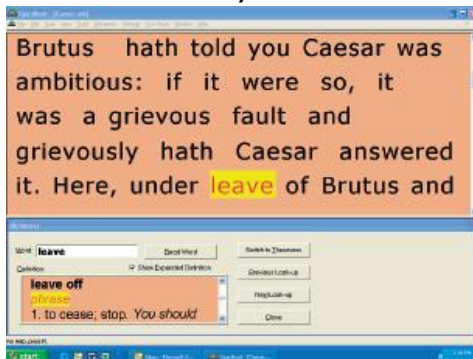 Brutus hath told you Caesar was
ambitious: if it were so, it
was a grievous fault and
grievously hath Caesar answered
it. Here, under leave of Brutus and
Word leave Read Word Switch to Thesaurus
Definition Show Expanded Definition Previous Look-up
leave off
phrase
1. to cease; stop. You should
Next Look-up
Close
start